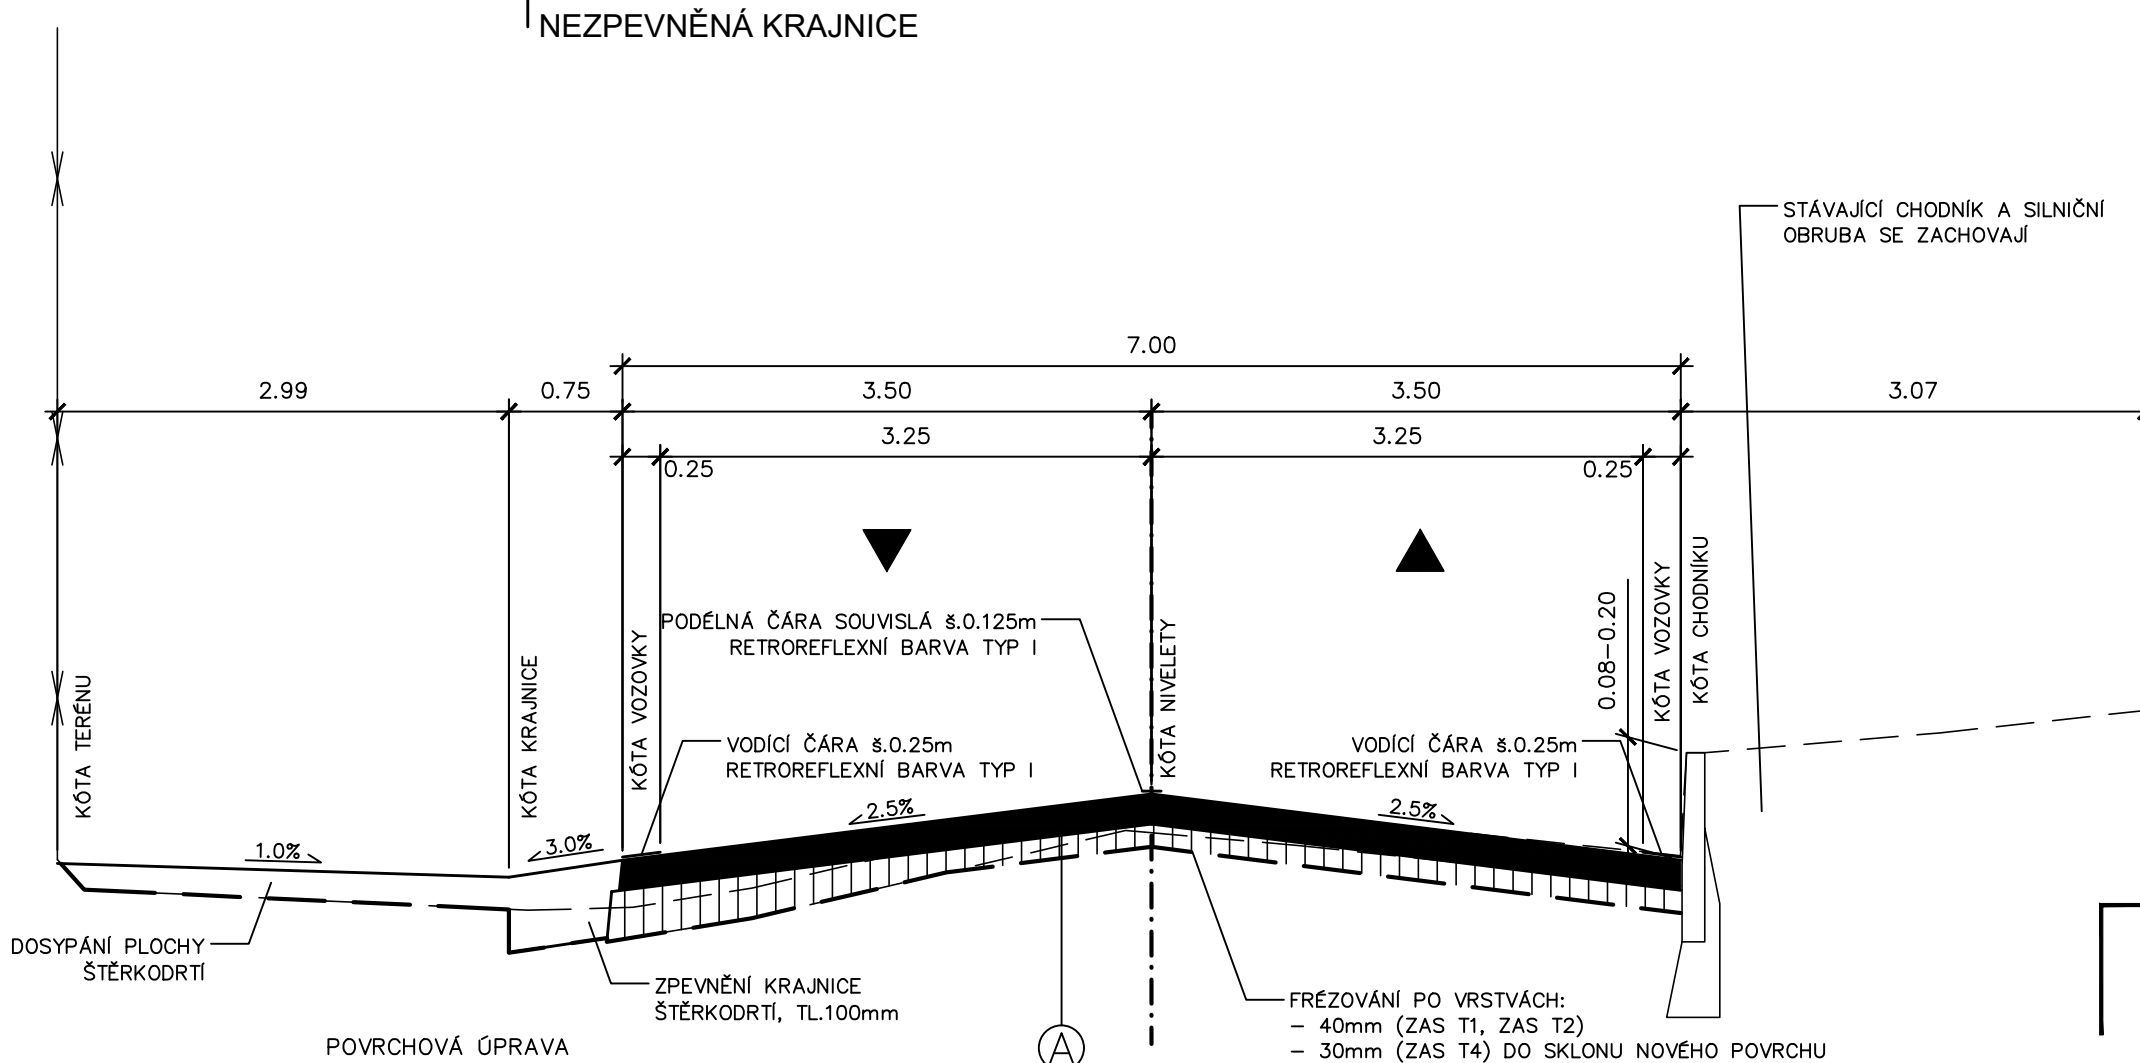 NEZPEVNĚNÁ KRAJNICE
STÁVAJÍCÍ CHODNÍK A SILNIČNÍ
OBRUBA SE ZACHOVAJÍ
7.00
2.99
0.75
3.50
3.50
3.07
3.25
3.25
0.25
0.25
KÓTA TERÉNU
KÓTA KRAJNICE
KÓTA VOZOVKY
PODÉLNÁ ČÁRA SOUVISLÁ š.0.125m
RETROREFLEXNÍ BARVA TYP I
KÓTA NIVELETY
0.08–0.20
KÓTA VOZOVKY
KÓTA CHODNÍKU
VODÍCÍ ČÁRA š.0.25m
RETROREFLEXNÍ BARVA TYP I
VODÍCÍ ČÁRA š.0.25m
RETROREFLEXNÍ BARVA TYP I
1.0%
3.0%
2.5%
2.5%
DOSYPÁNÍ PLOCHY
ŠTĚRKODRTÍ
ZPEVNĚNÍ KRAJNICE
ŠTĚRKODRTÍ, TL.100mm
POVRCHOVÁ ÚPRAVA
A
FRÉZOVÁNÍ PO VRSTVÁCH:
– 40mm (ZAS T1, ZAS T2)
– 30mm (ZAS T4) DO SKLONU NOVÉHO POVRCHU